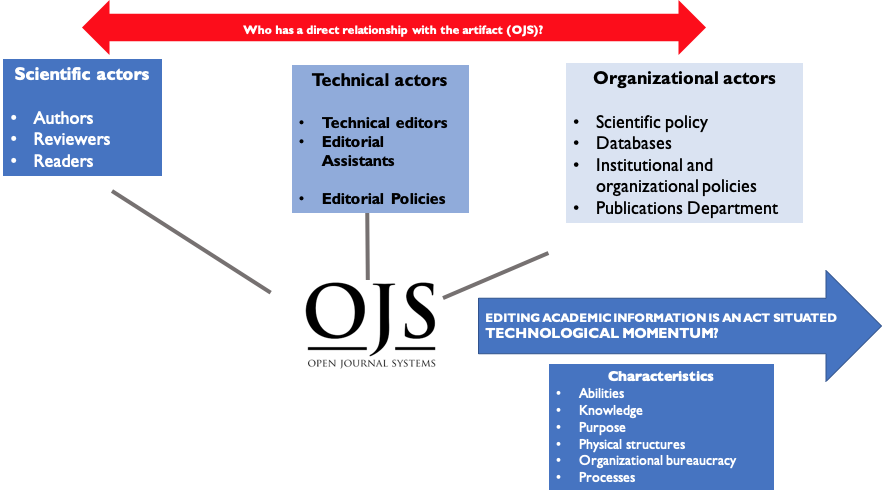 Who has a direct relationship with the artifact (OJS)?
Scientific actors
• Authors
• Reviewers
• Readers
Technical actors
• Technical editors
• Editorial
Assistants
• Editorial Policies
Organizational actors
• Scientific policy
• Databases
• Institutional and
organizational policies
• Publications Department
OJS
OPEN JOURNAL SYSTEMS
EDITING ACADEMIC INFORMATION IS AN ACT SITUATED
TECHNOLOGICAL MOMENTUM?
Characteristics
• Abilities
• Knowledge
• Purpose
• Physical structures
• Organizational bureaucracy
• Processes